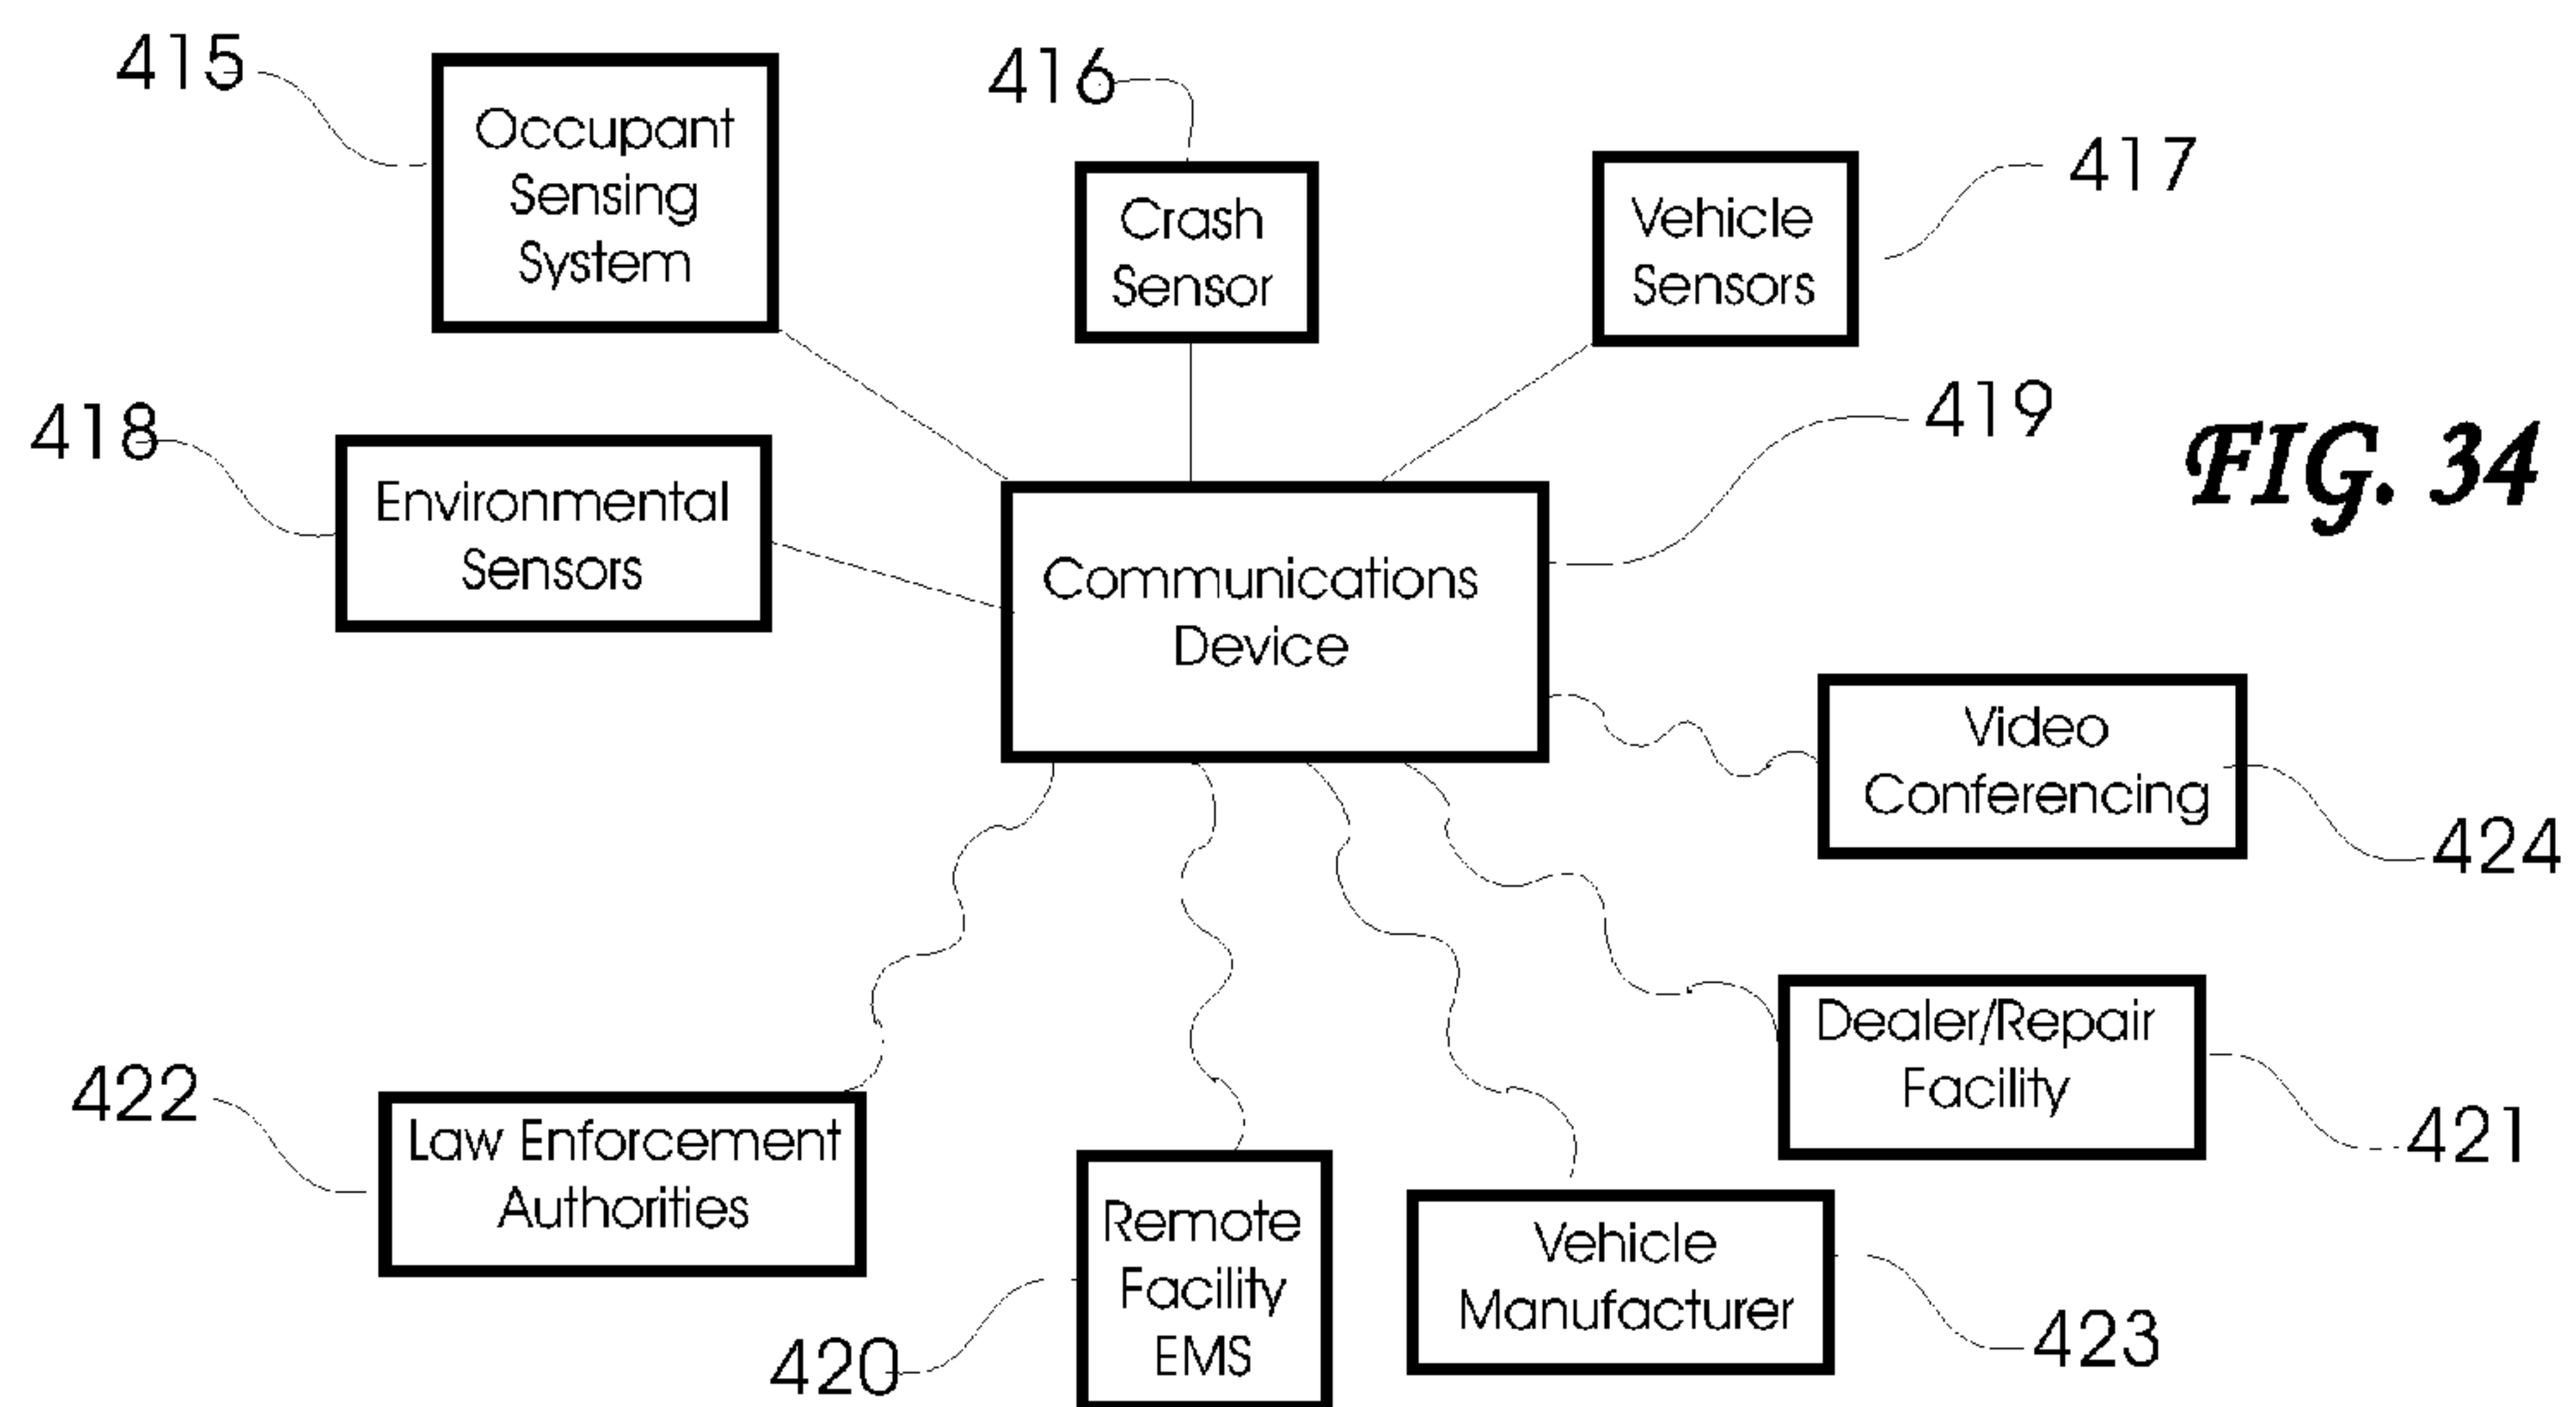 415
Occupant
Sensing
System
416
Crash
Sensor
417
Vehicle
Sensors
418
Environmental
Sensors
419
FIG. 34
Communications
Device
Video
Conferencing
424
Dealer/Repair
Facility
421
422
Law Enforcement
Authorities
420
Remote
Facility
EMS
Vehicle
Manufacturer
423